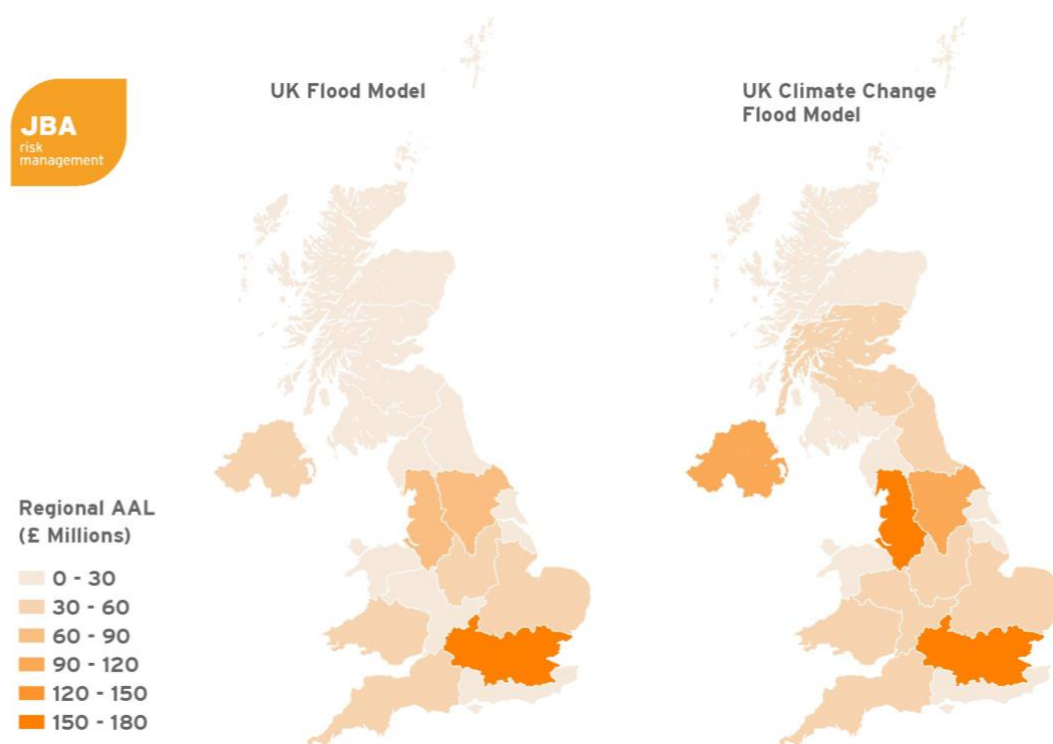 UK Flood Model
UK Climate Change
Flood Model
JBA
risk
management
Regional AAL
(£ Millions)
0 - 30
30 - 60
60 - 90
90 - 120
120 - 150
150 - 180